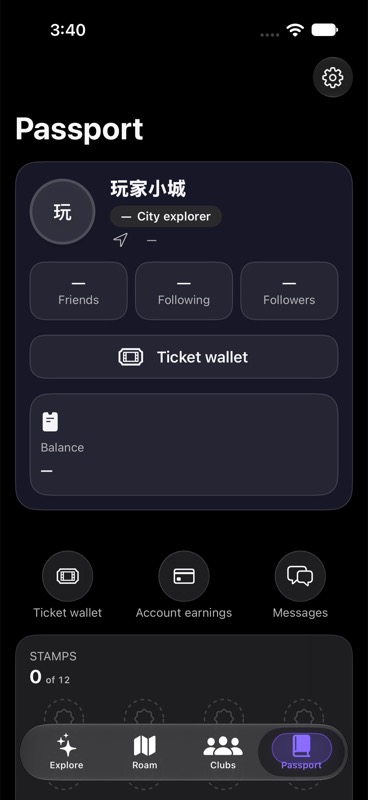 3:40
Passport
玩
玩家小城
— City explorer
—
—
Friends
—
Following
—
Followers
Ticket wallet
Balance
—
Ticket wallet
Account earnings
Messages
STAMPS
0 of 12
Explore
Roam
Clubs
Passport